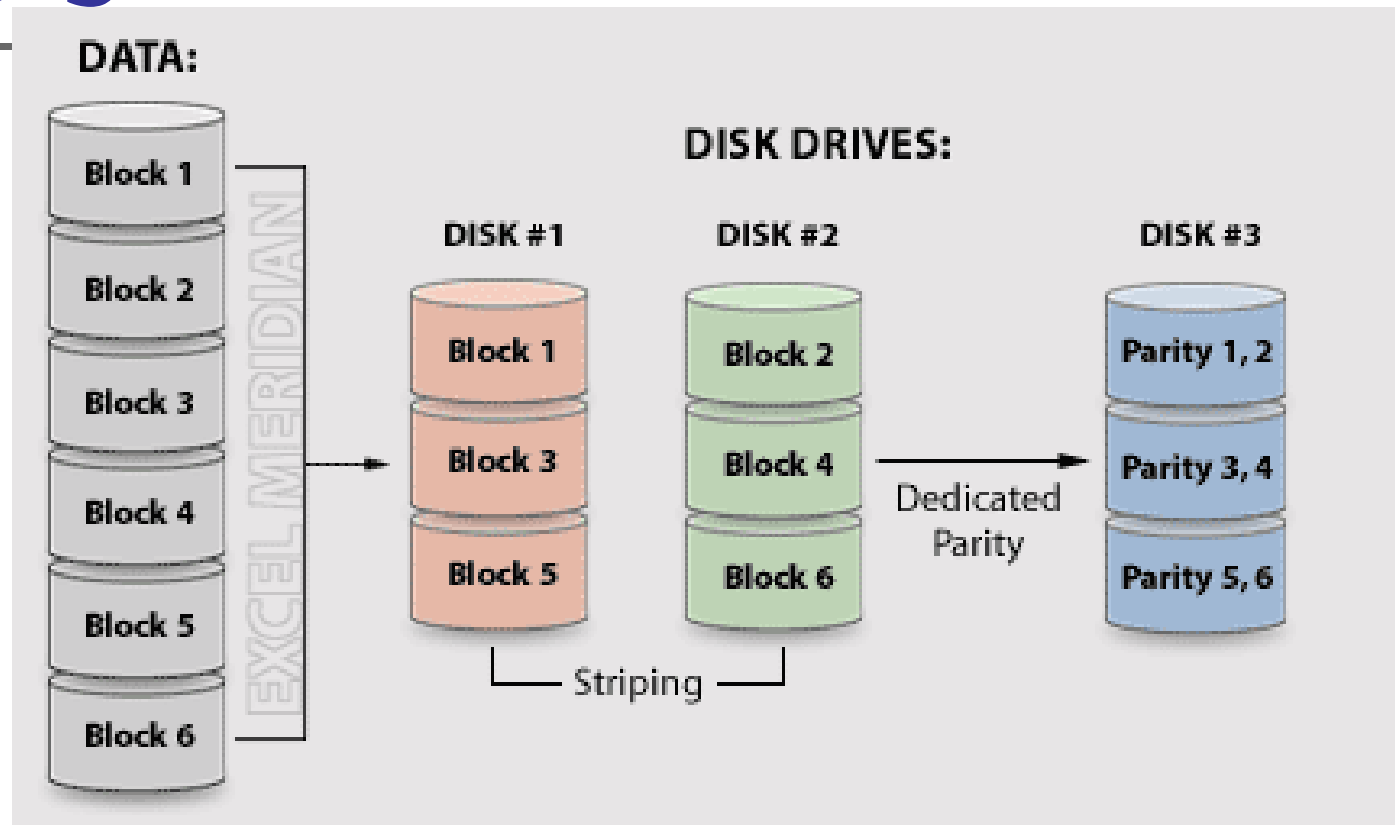 DATA:
Block 1
Block 2
Block 3
Block 4
Block 5
Block 6
EXCEL MERIDIAN
DISK DRIVES:
DISK #1
Block 1
Block 3
Block 5
DISK #2
Block 2
Block 4
Block 6
Striping
Dedicated
Parity
DISK #3
Parity 1, 2
Parity 3, 4
Parity 5, 6